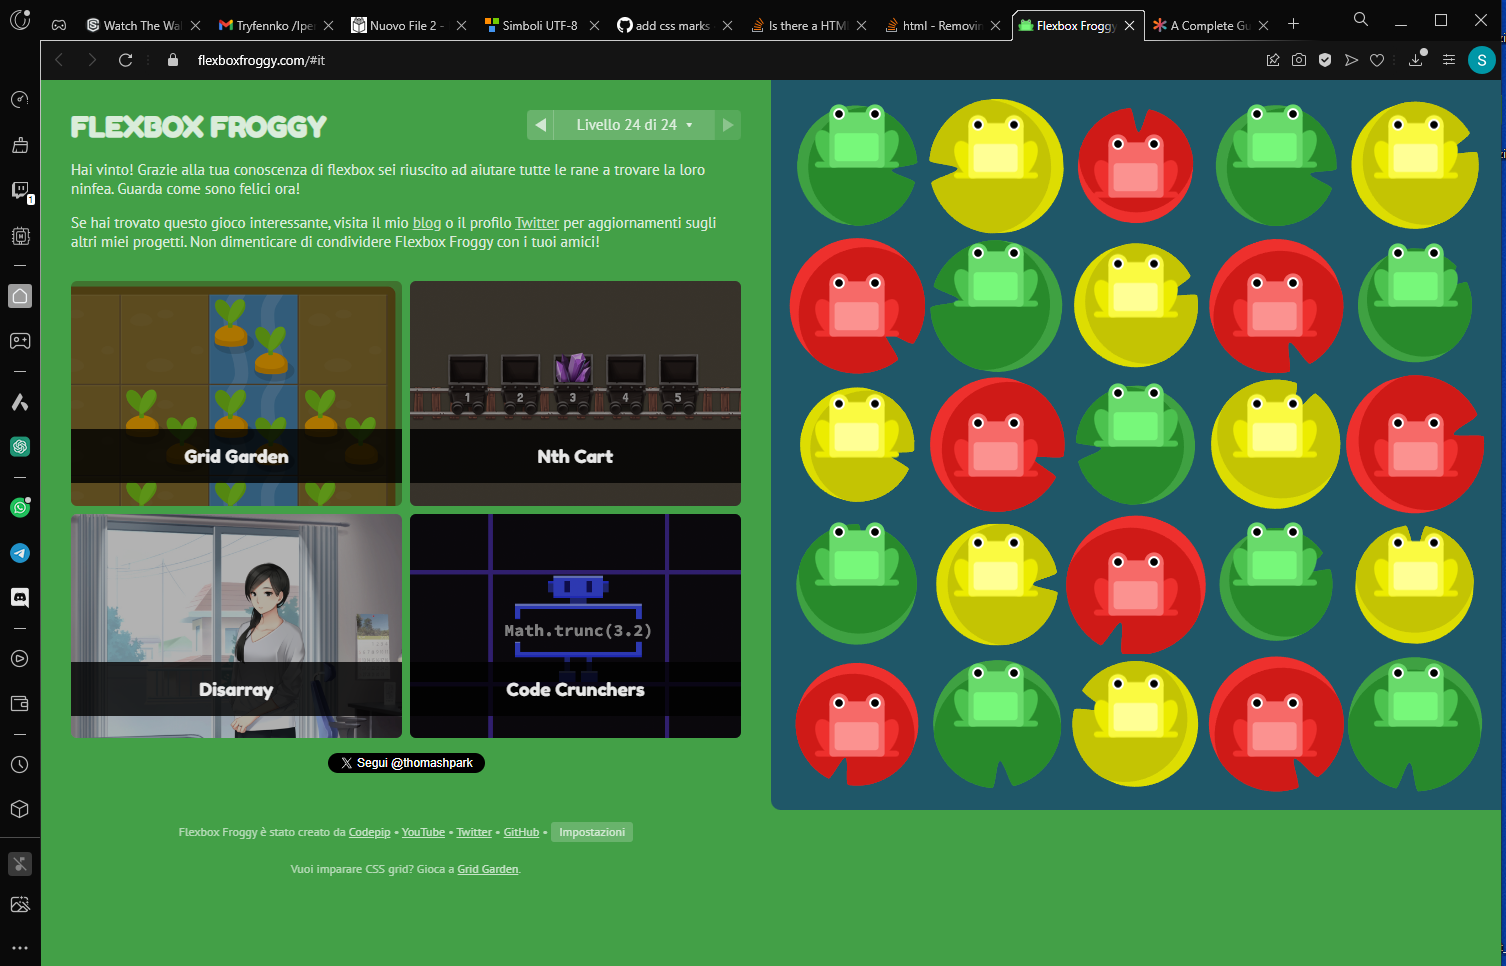 Watch The Wal
Tryfennko /Iper
Nuovo File 2 -
Simboli UTF-8
add css marks
Is there a HTML
html - Removin
Flexbox Froggy
A Complete Gu
flexboxfroggy.com/#it
S
1
FLEXBOX FROGGY
Livello 24 di 24
Hai vinto! Grazie alla tua conoscenza di flexbox sei riuscito ad aiutare tutte le rane a trovare la loro
ninfea. Guarda come sono felici ora!
Se hai trovato questo gioco interessante, visita il mio blog o il profilo Twitter per aggiornamenti sugli
altri miei progetti. Non dimenticare di condividere Flexbox Froggy con i tuoi amici!
Grid Garden
1 2 3 4 5
Nth Cart
Disarray
Math.trunc(3.2)
Code Crunchers
X Segui @thomashpark
Flexbox Froggy è stato creato da Codepip • YouTube • Twitter • GitHub • Impostazioni
Vuoi imparare CSS grid? Gioca a Grid Garden.